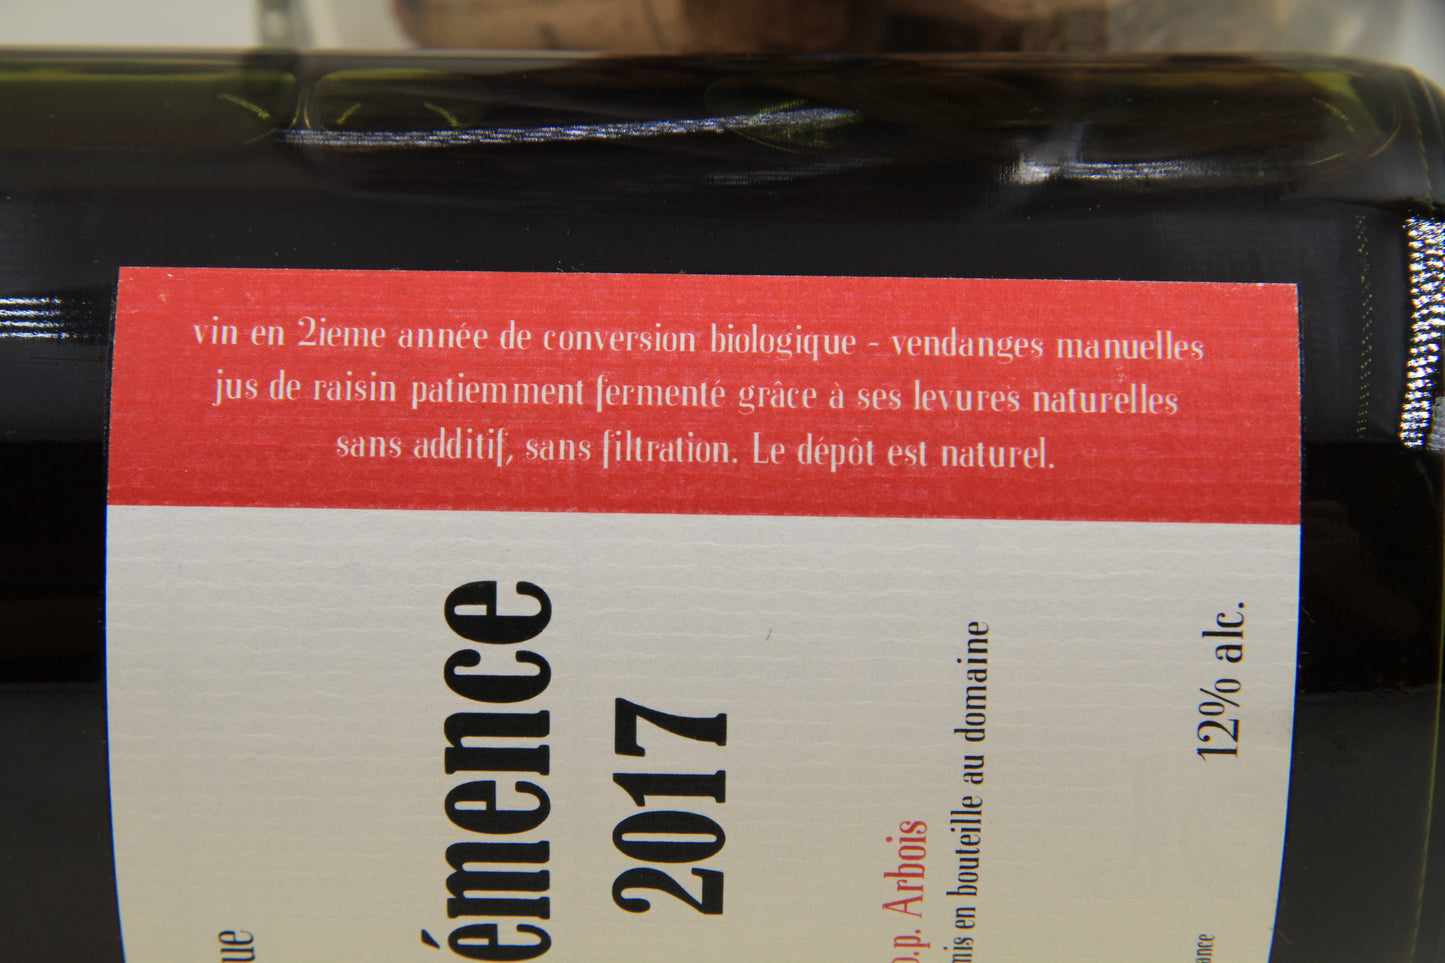 vin en 2ieme année de conversion biologique - vendanges manuelles
jus de raisin patiemment fermenté grâce à ses levures naturelles
sans additif, sans filtration. Le dépôt est naturel.
émence
2017
.p. Arbois
mis en bouteille au domaine
12% alc.